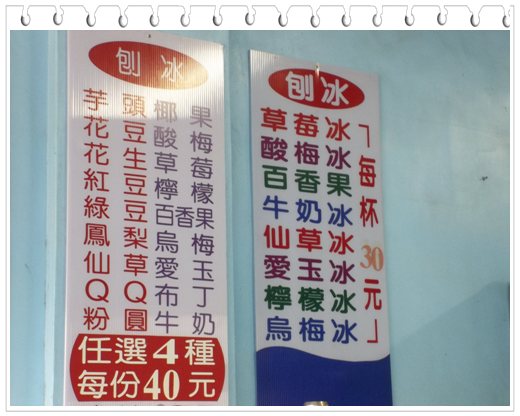 刨冰
芋頭 椰果
花豆 酸梅
花生 草莓
紅豆 檸檬
綠豆 百香果
鳳梨 烏梅
仙草 愛玉
QQ 布丁
粉圓 牛奶
任選4種
每份40元
刨冰
草莓冰
酸梅冰
百香果
牛奶冰
仙草冰
愛玉冰
檸檬冰
烏梅冰
「每杯30元」